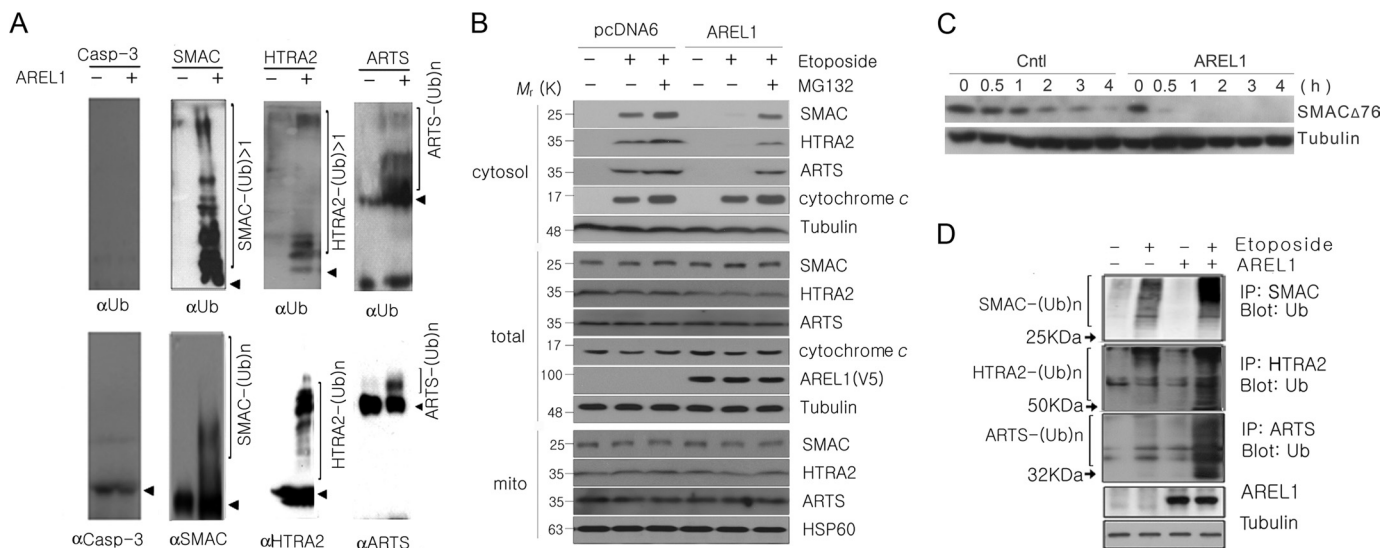 A
Casp-3 SMAC HTRA2 ARTS
AREL1 − + − + − + − +
SMAC-(Ub)>1
HTRA2-(Ub)>1
ARTS-(Ub)n
αUb αUb αUb αUb
SMAC-(Ub)n
HTRA2-(Ub)n
ARTS-(Ub)n
αCasp-3 αSMAC αHTRA2 αARTS
B
pcDNA6 AREL1
− + + − + + Etoposide
Mr (K) + + MG132
cytosol
25 SMAC
35 HTRA2
35 ARTS
17 cytochrome c
48 Tubulin
total
25 SMAC
35 HTRA2
35 ARTS
17 cytochrome c
100 AREL1(V5)
48 Tubulin
mito
25 SMAC
35 HTRA2
35 ARTS
63 HSP60
C
Cntl AREL1
0 0.5 1 2 3 4 0 0.5 1 2 3 4 (h)
SMACΔ76
Tubulin
D
− + − + Etoposide
− − + + AREL1
SMAC-(Ub)n
IP: SMAC
Blot: Ub
25KDa
HTRA2-(Ub)n
IP: HTRA2
Blot: Ub
50KDa
ARTS-(Ub)n
IP: ARTS
Blot: Ub
32KDa
AREL1
Tubulin